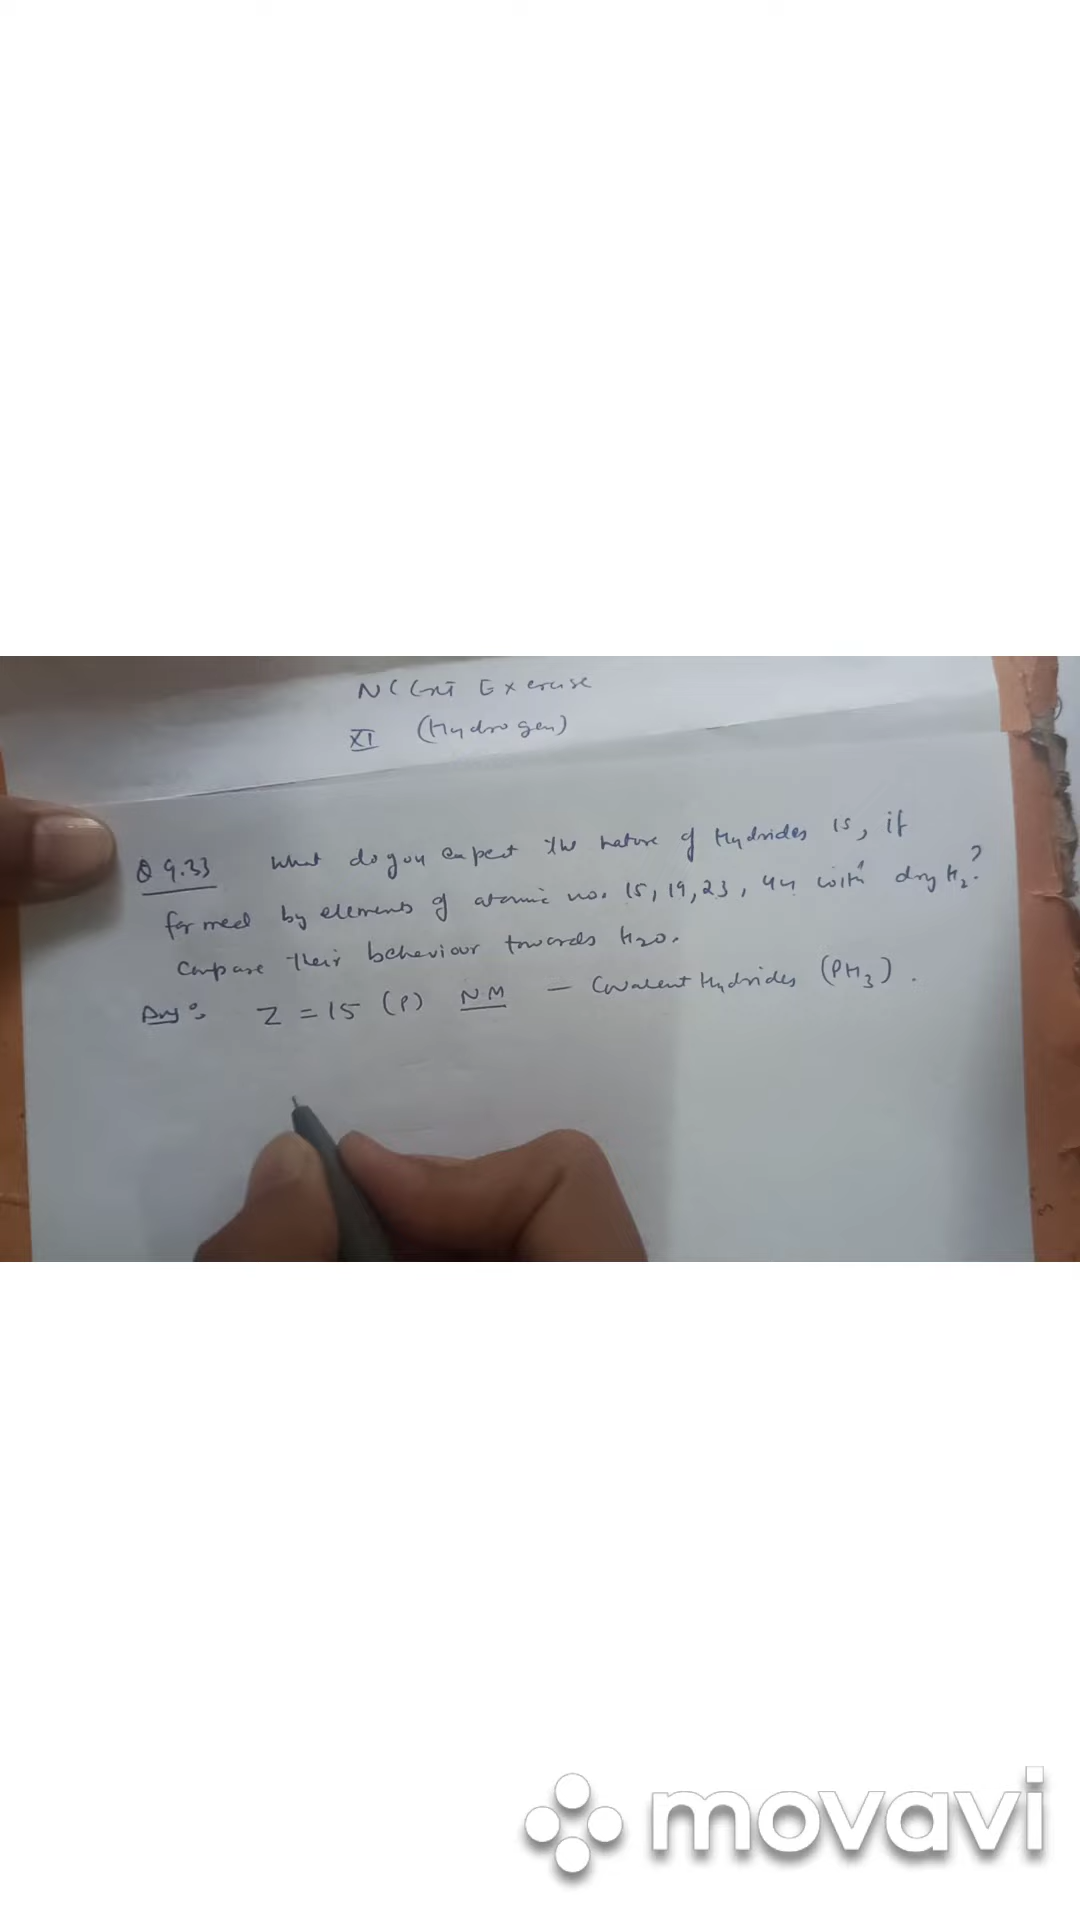 NCERT Exercise
XI (Hydrogen)
Q 9.33 What do you expect the nature of Hydrides is, if
formed by elements of atomic no. 15, 19, 23, 44 with dry H2?
Compare their behaviour towards H2O.
Ans: Z = 15 (P) N.M — Covalent Hydrides (PH3).
movavi